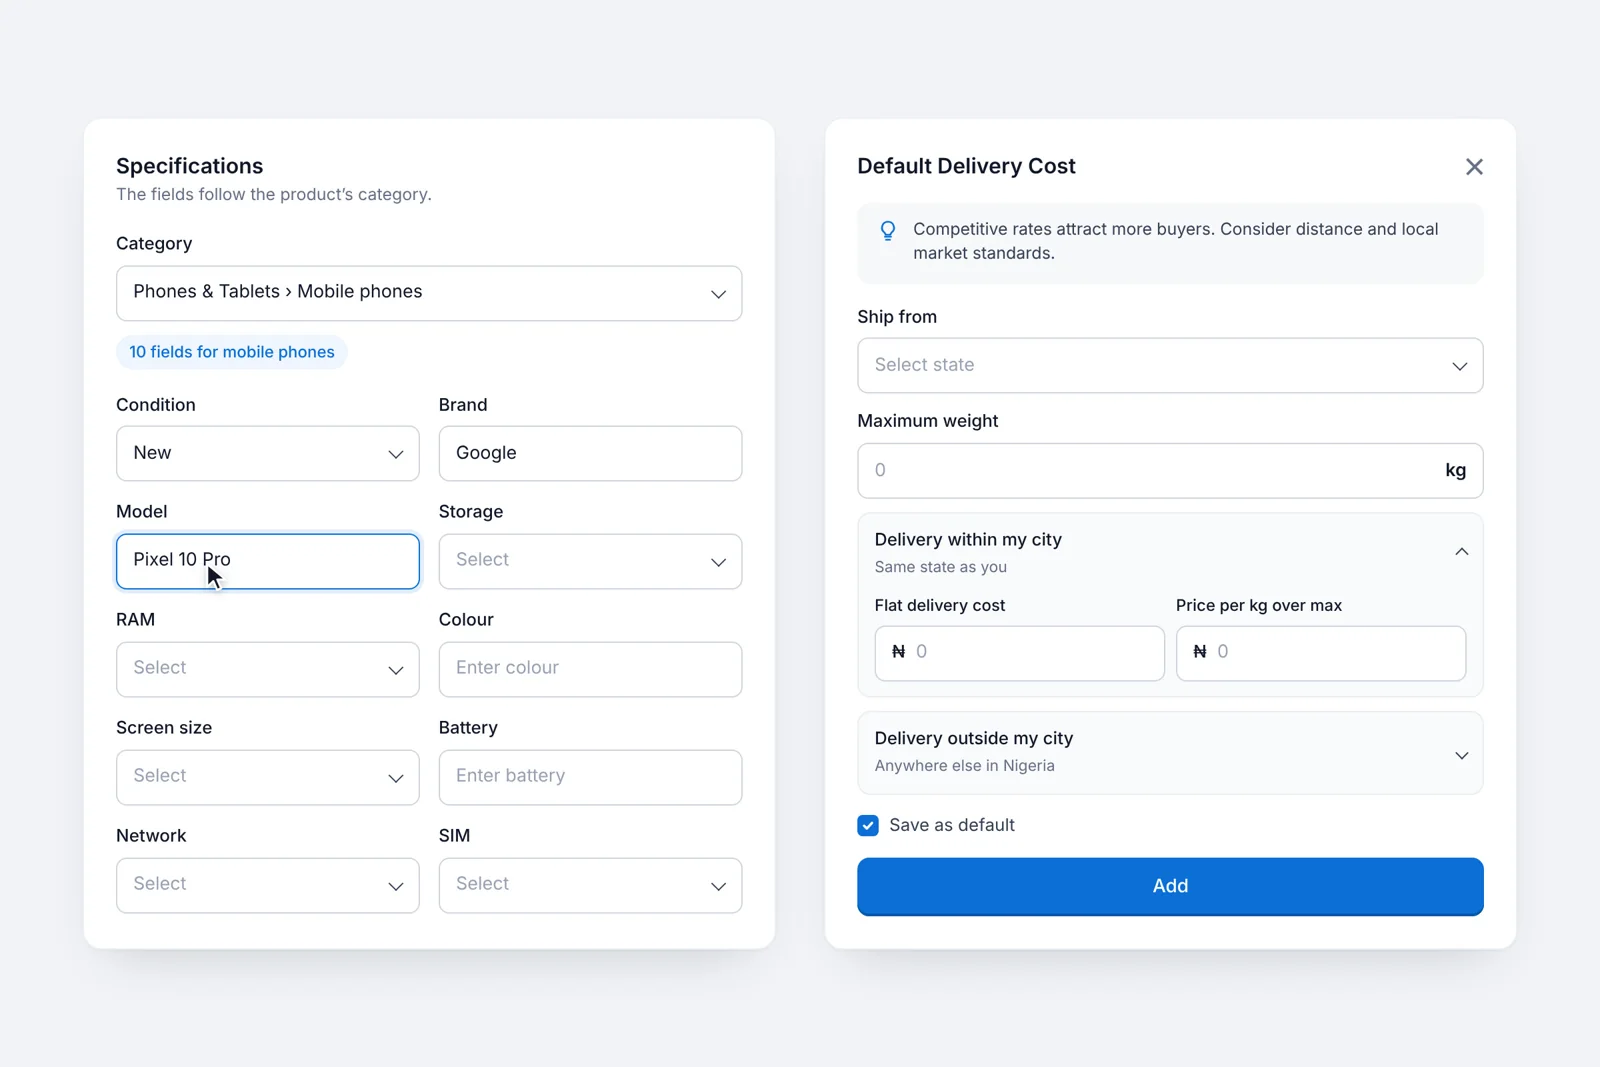 Specifications
The fields follow the product’s category.
Category
Phones & Tablets › Mobile phones
10 fields for mobile phones
Condition
Brand
New
Google
Model
Storage
Pixel 10 Pro
Select
RAM
Colour
Select
Enter colour
Screen size
Battery
Select
Enter battery
Network
SIM
Select
Select
Default Delivery Cost
Competitive rates attract more buyers. Consider distance and local
market standards.
Ship from
Select state
Maximum weight
0 kg
Delivery within my city
Same state as you
Flat delivery cost
Price per kg over max
₦ 0
₦ 0
Delivery outside my city
Anywhere else in Nigeria
Save as default
Add